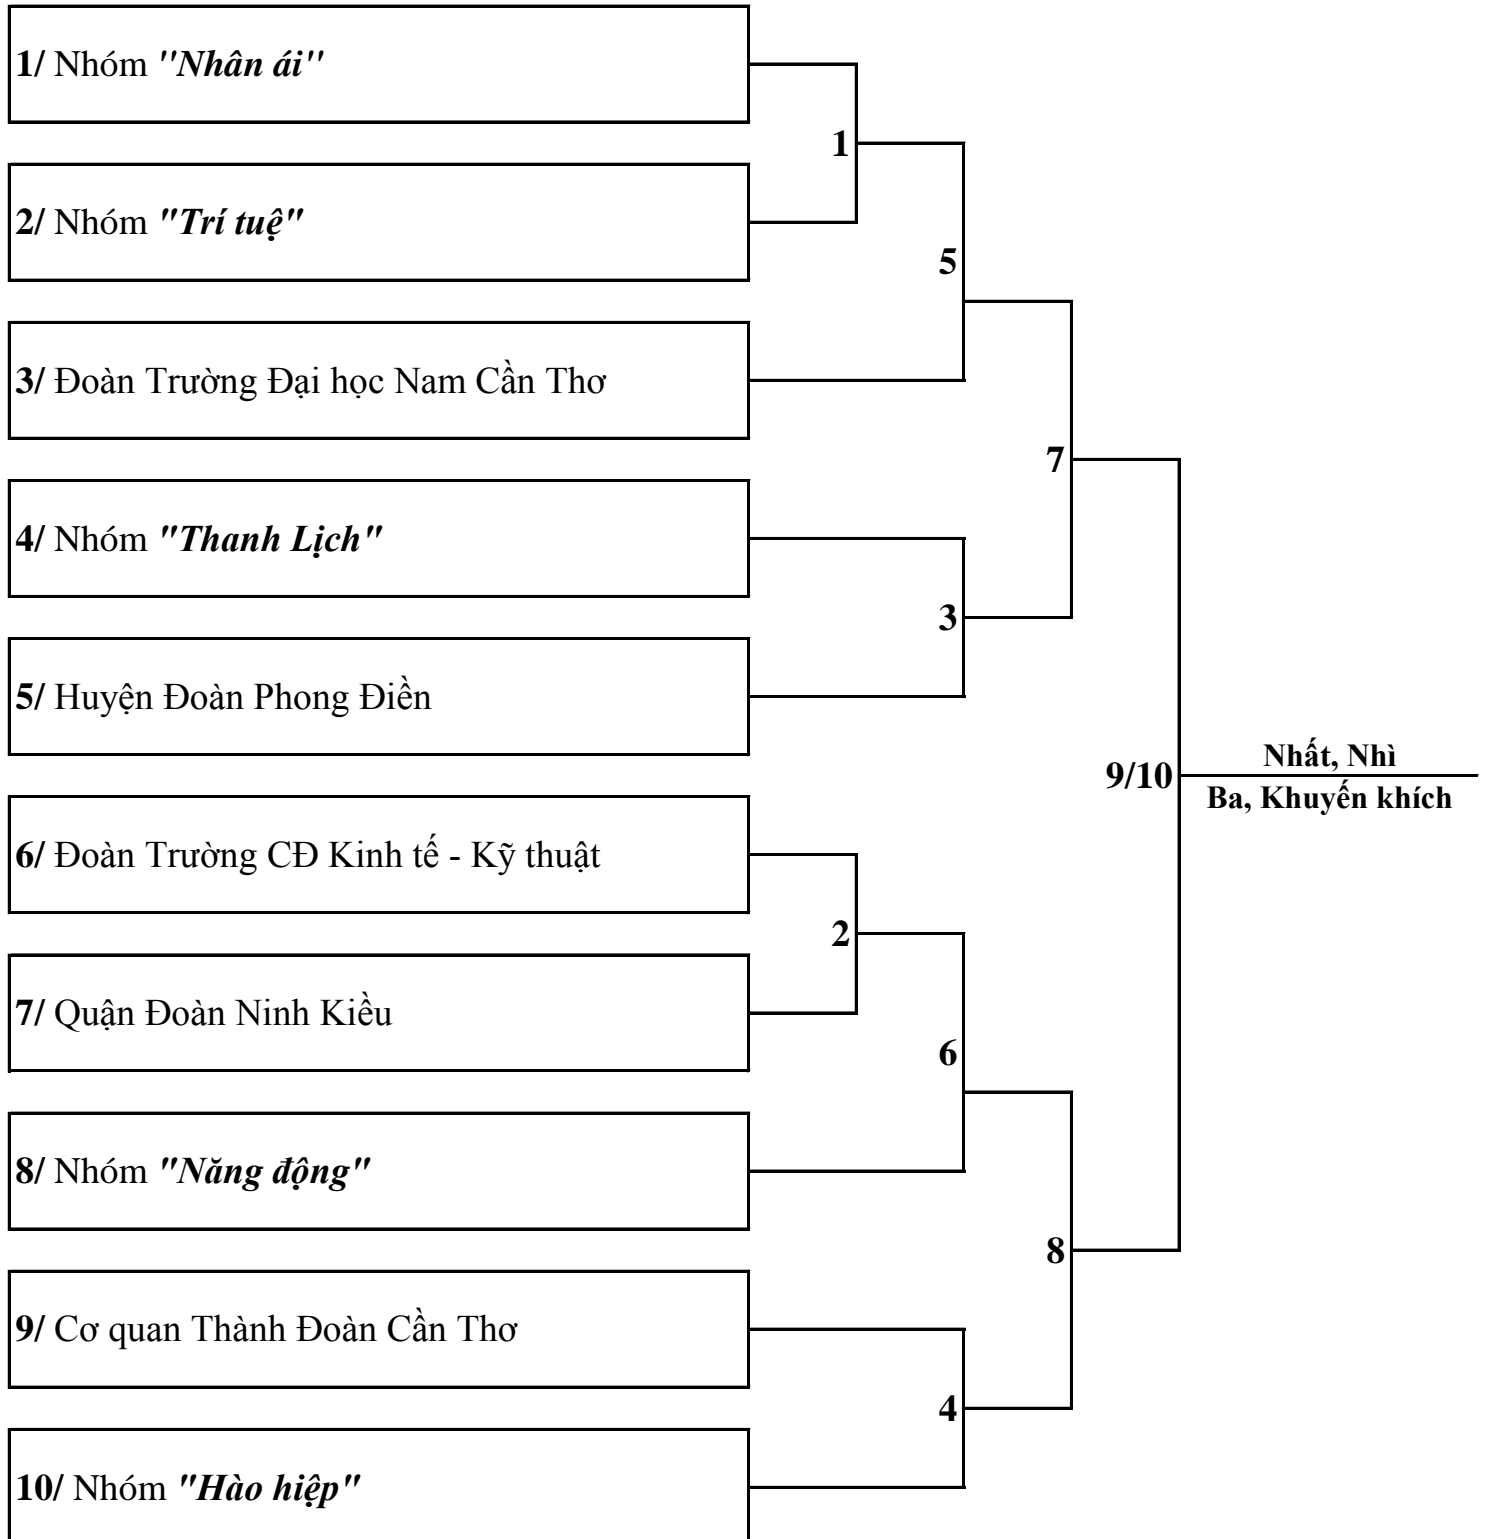 1/ Nhóm ''Nhân ái''
1
2/ Nhóm "Trí tuệ"
5
3/ Đoàn Trường Đại học Nam Cần Thơ
7
4/ Nhóm "Thanh Lịch"
3
5/ Huyện Đoàn Phong Điền
9/10
Nhất, Nhì
Ba, Khuyến khích
6/ Đoàn Trường CĐ Kinh tế - Kỹ thuật
2
7/ Quận Đoàn Ninh Kiều
6
8/ Nhóm "Năng động"
8
9/ Cơ quan Thành Đoàn Cần Thơ
4
10/ Nhóm "Hào hiệp"